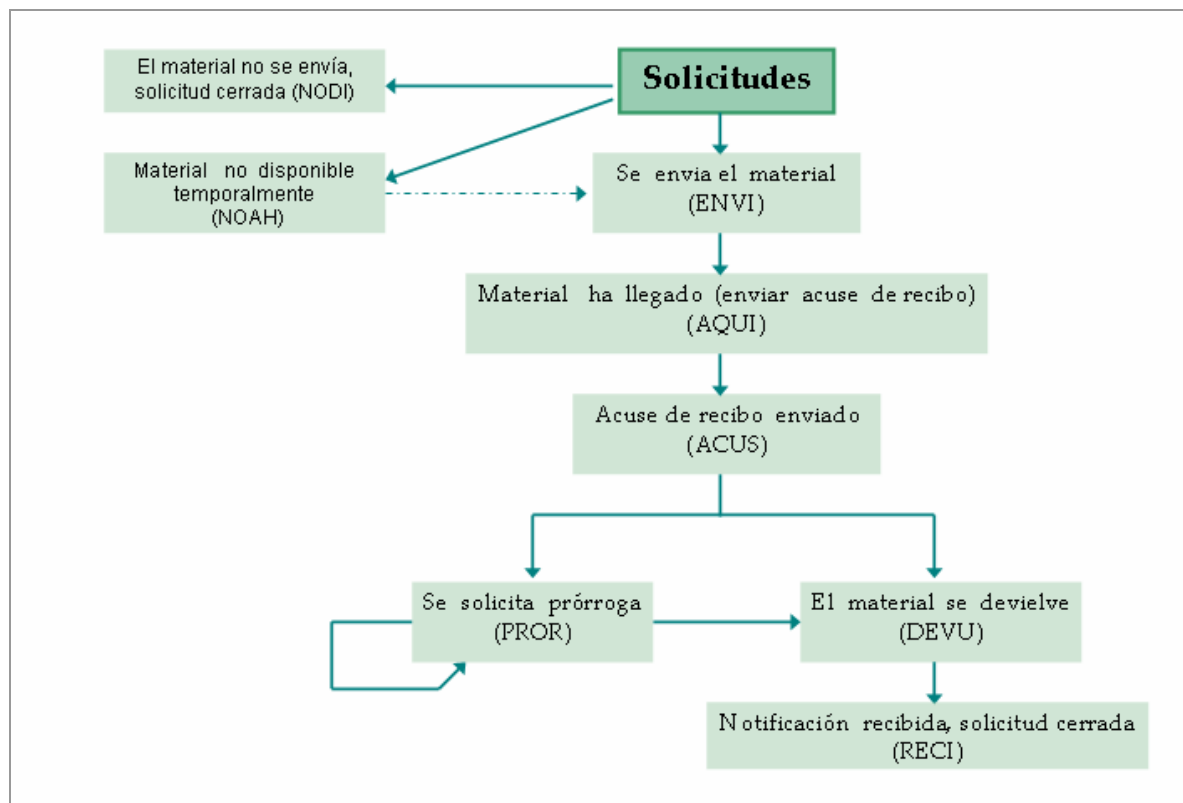 Solicitudes
El material no se envía,
solicitud cerrada (NODI)
Material no disponible
temporalmente
(NOAH)
Se envia el material
(ENVI)
Material ha llegado (enviar acuse de recibo)
(AQUI)
Acuse de recibo enviado
(ACUS)
Se solicita prórroga
(PROR)
El material se devielve
(DEVU)
Notificación recibida, solicitud cerrada
(RECI)